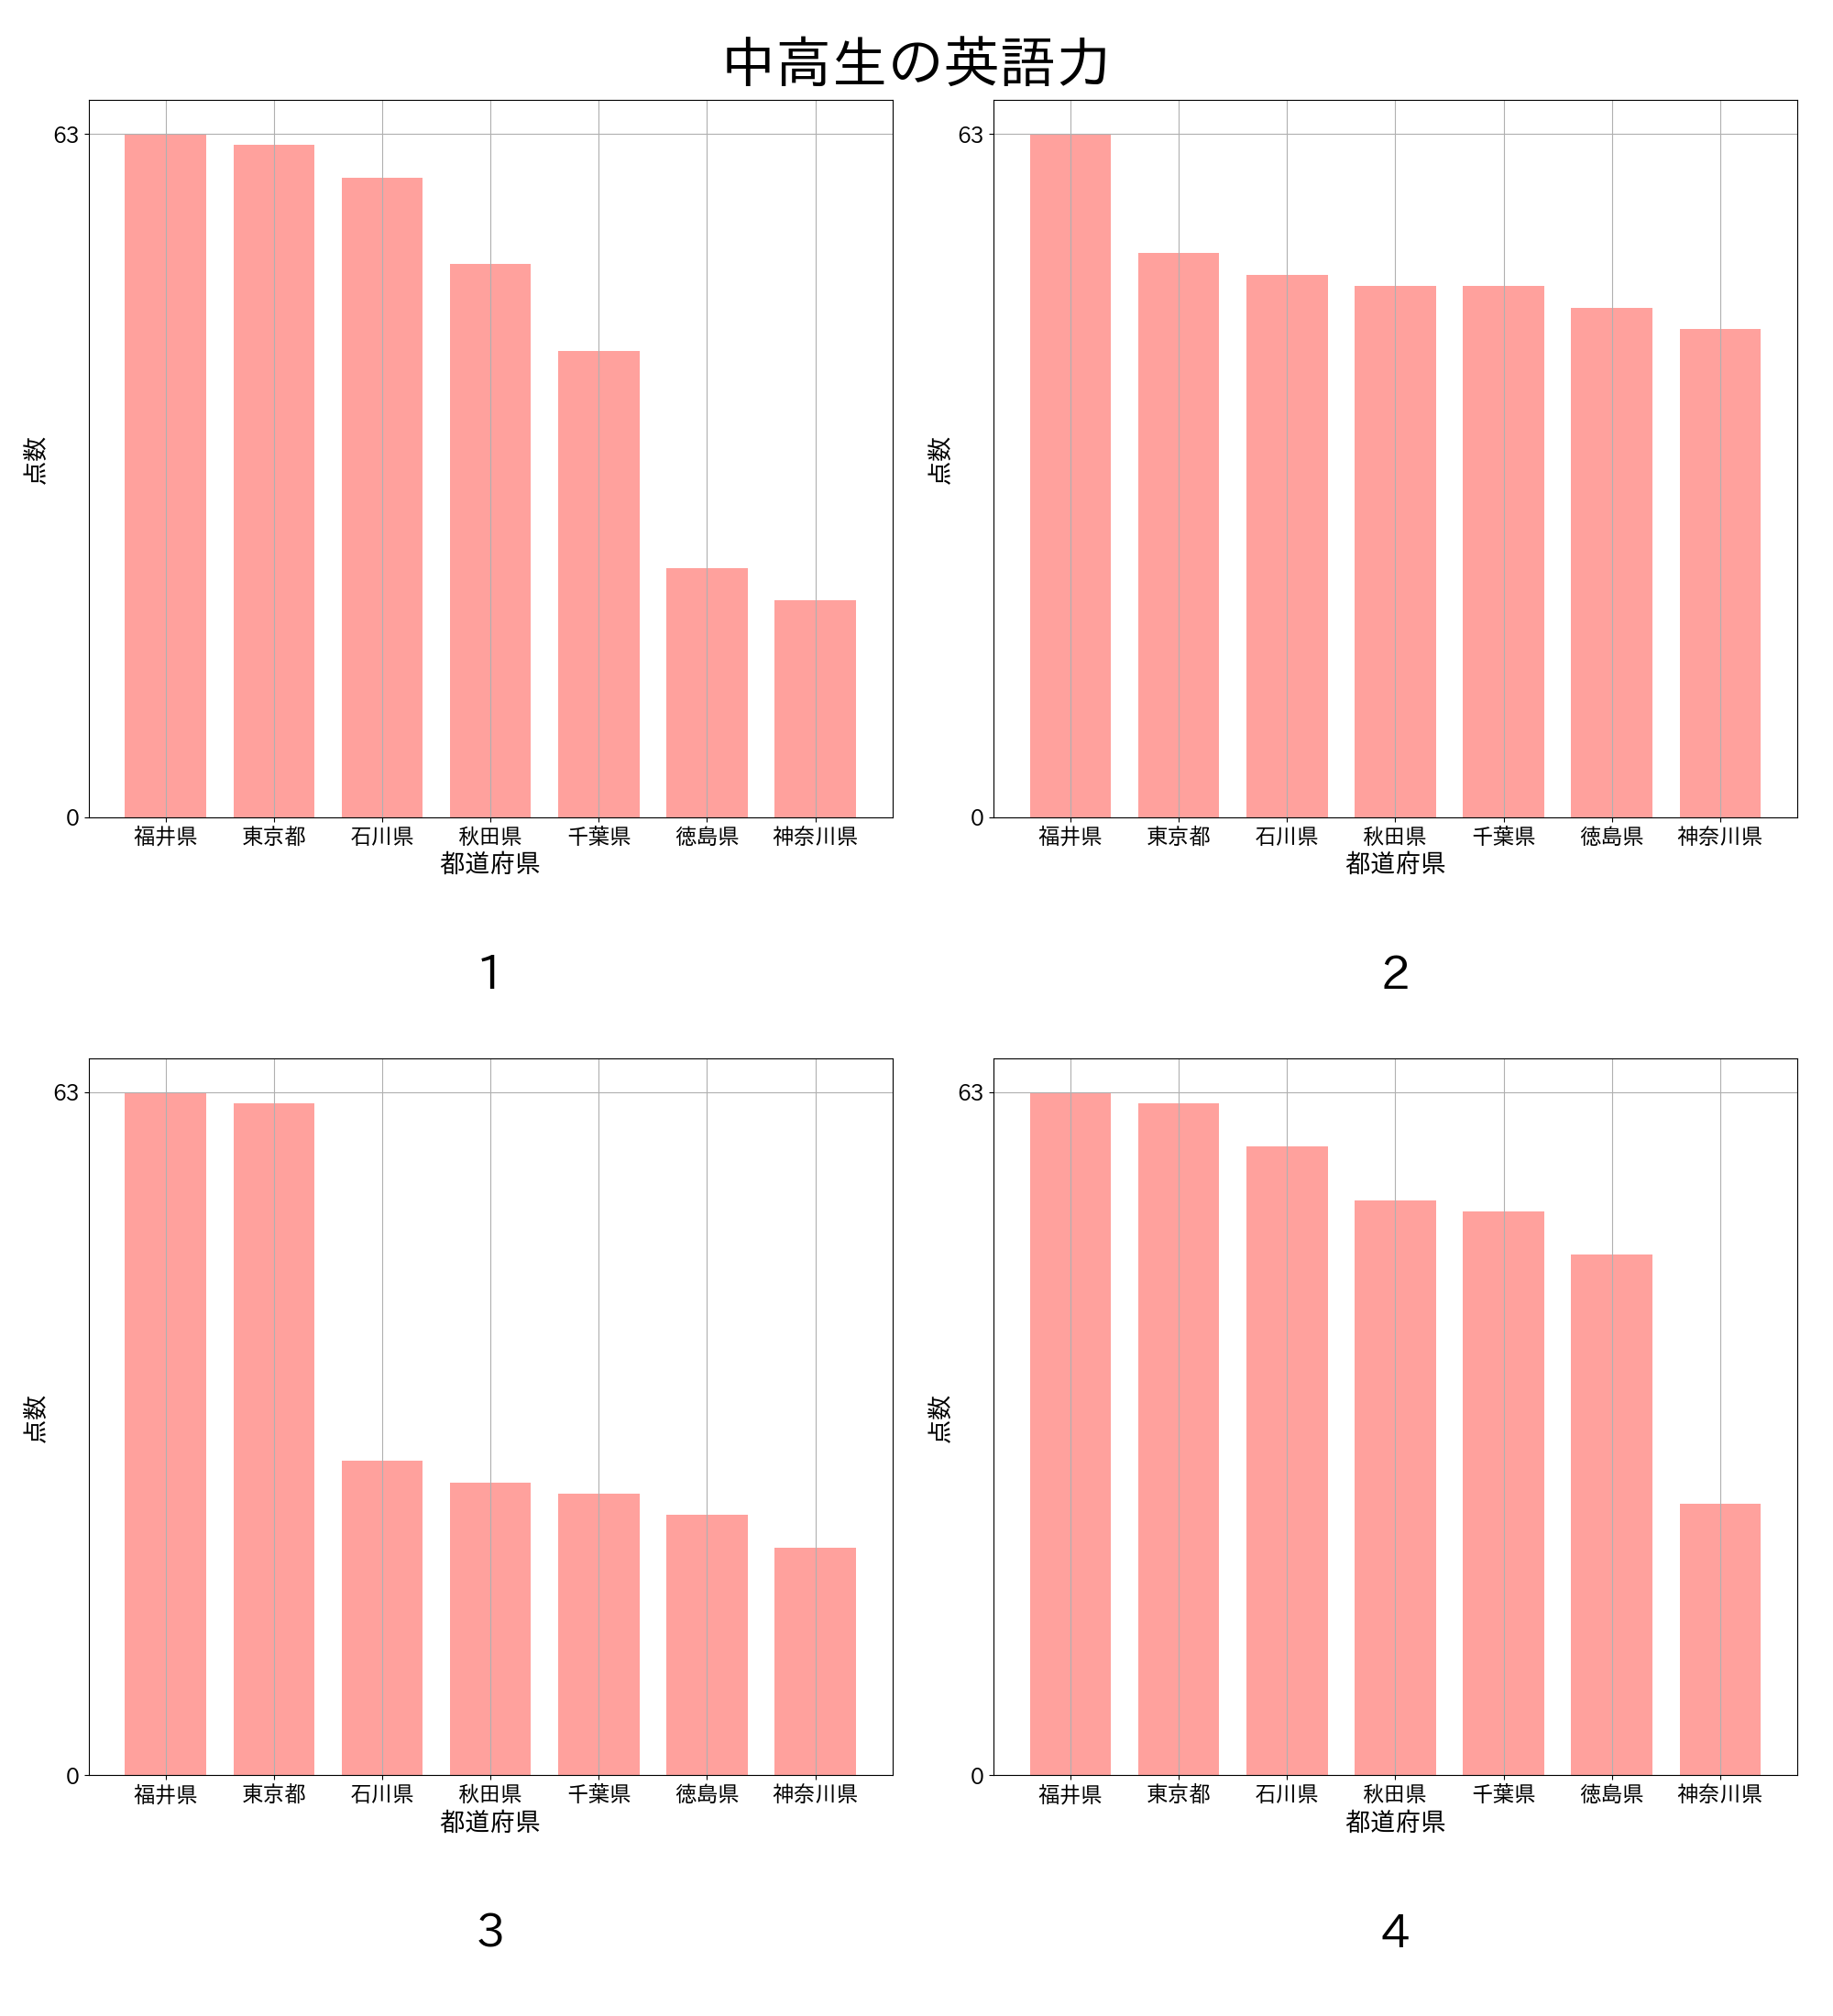 中高生の英語力
63
0
点数
福井県 東京都 石川県 秋田県 千葉県 徳島県 神奈川県
都道府県
1
63
0
点数
福井県 東京都 石川県 秋田県 千葉県 徳島県 神奈川県
都道府県
2
63
0
点数
福井県 東京都 石川県 秋田県 千葉県 徳島県 神奈川県
都道府県
3
63
0
点数
福井県 東京都 石川県 秋田県 千葉県 徳島県 神奈川県
都道府県
4